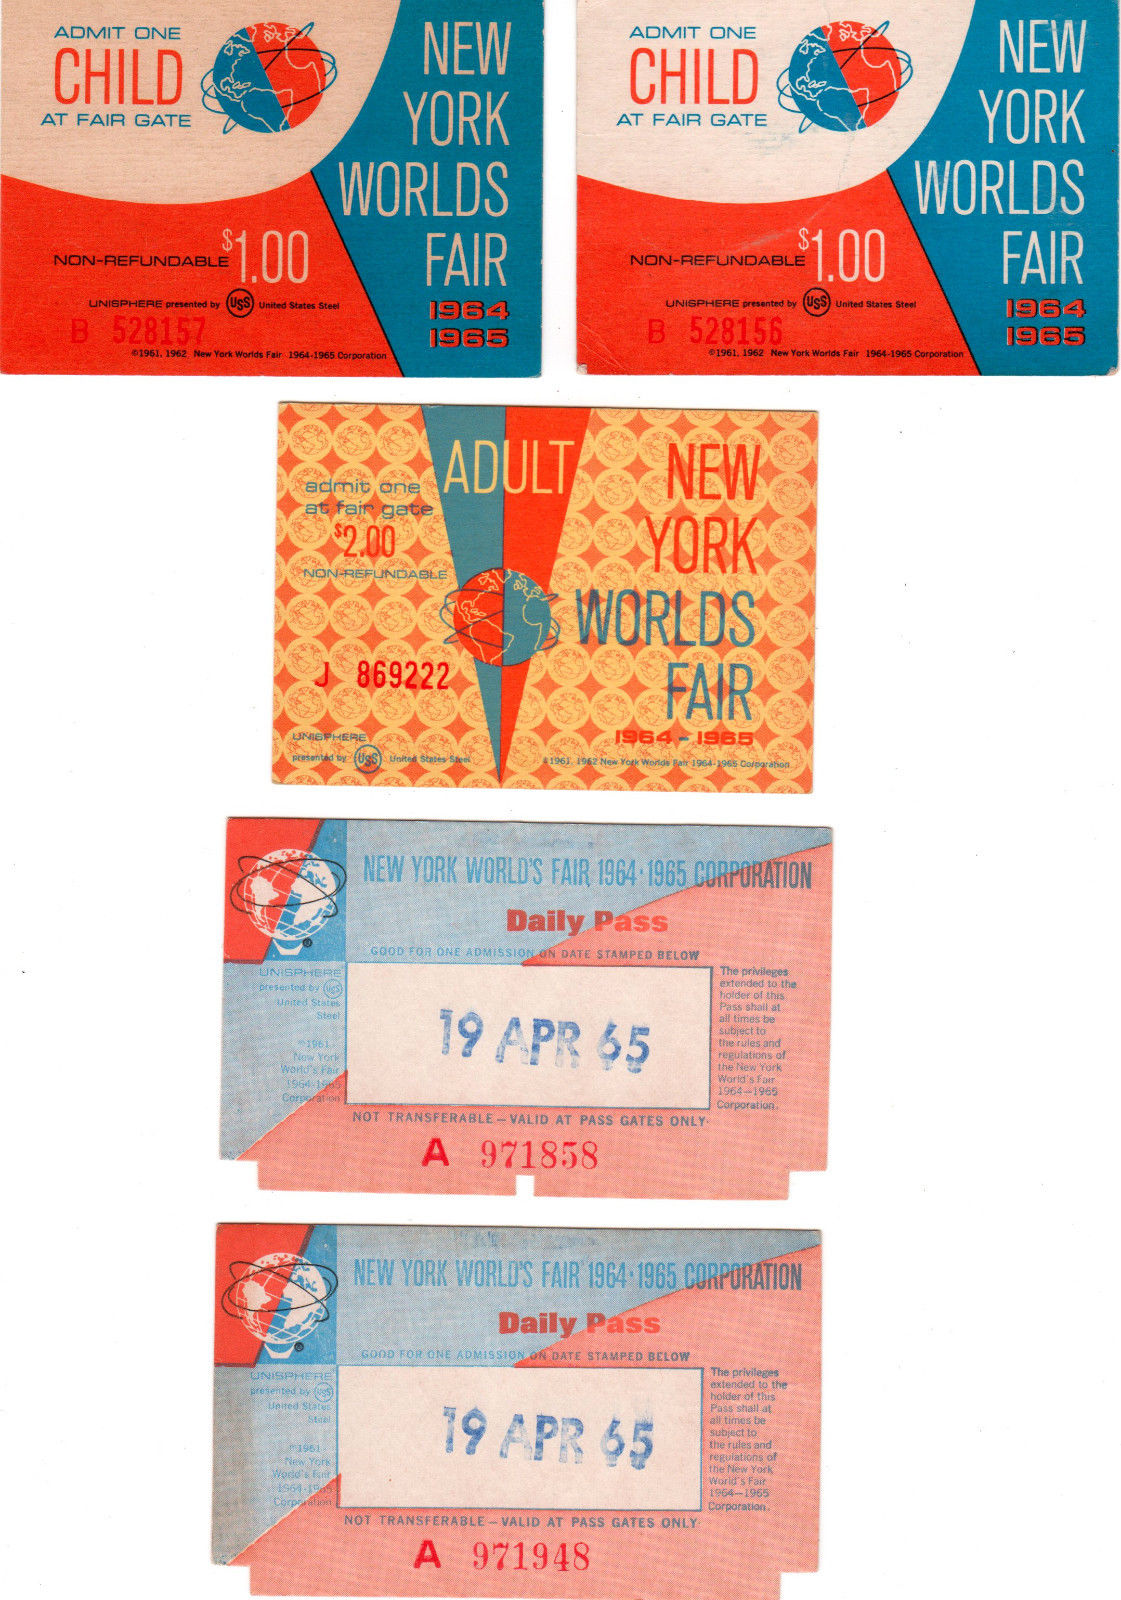 ADMIT ONE
CHILD
AT FAIR GATE
NEW
YORK
WORLDS
FAIR
1964
1965
$1.00
NON-REFUNDABLE
UNISPHERE presented by USS United States Steel
B 528157
©1961, 1962 New York Worlds Fair 1964-1965 Corporation
ADMIT ONE
CHILD
AT FAIR GATE
NEW
YORK
WORLDS
FAIR
1964
1965
$1.00
NON-REFUNDABLE
UNISPHERE presented by USS United States Steel
B 528156
©1961, 1962 New York Worlds Fair 1964-1965 Corporation
ADULT
admit one
at fair gate
$2.00
NON-REFUNDABLE
NEW
YORK
WORLDS
FAIR
1964-1965
J 869222
UNISPHERE
presented by USS United States Steel
©1961 1962 New York Worlds Fair 1964-1965 Corporation
NEW YORK WORLD'S FAIR 1964·1965 CORPORATION
Daily Pass
GOOD FOR ONE ADMISSION ON DATE STAMPED BELOW
®
UNISPHERE
presented by USS
United States
Steel
©1961
New York
World's Fair
1964-1965
Corporation
19 APR 65
The privileges
extended to the
holder of this
Pass shall at
all times be
subject to
the rules and
regulations of
the New York
World's Fair
1964—1965
Corporation.
NOT TRANSFERABLE—VALID AT PASS GATES ONLY
A 971858
NEW YORK WORLD'S FAIR 1964·1965 CORPORATION
Daily Pass
GOOD FOR ONE ADMISSION ON DATE STAMPED BELOW
®
UNISPHERE
presented by USS
United States
Steel
©1961
New York
World's Fair
1964-1965
Corporation
19 APR 65
The privileges
extended to the
holder of this
Pass shall at
all times be
subject to
the rules and
regulations of
the New York
World's Fair
1964—1965
Corporation.
NOT TRANSFERABLE—VALID AT PASS GATES ONLY
A 971948